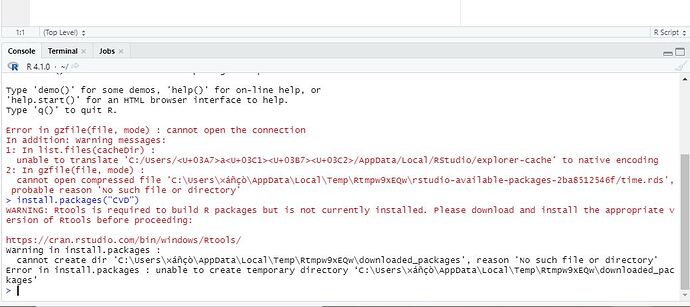 1:1 (Top Level) R Script
Console Terminal Jobs
R 4.1.0 · ~/
Type 'demo()' for some demos, 'help()' for on-line help, or
'help.start()' for an HTML browser interface to help.
Type 'q()' to quit R.
Error in gzfile(file, mode) : cannot open the connection
In addition: Warning messages:
1: In list.files(cacheDir) :
unable to translate 'C:/Users/<U+03A7>a<U+03C1><U+03B7><U+03C2>/AppData/Local/RStudio/explorer-cache' to native encoding
2: In gzfile(file, mode) :
cannot open compressed file 'C:\Users\×áñçò\AppData\Local\Temp\Rtmpw9xEQw\rstudio-available-packages-2ba8512546f/time.rds',
probable reason 'No such file or directory'
> install.packages("CVD")
WARNING: Rtools is required to build R packages but is not currently installed. Please download and install the appropriate v
ersion of Rtools before proceeding:
https://cran.rstudio.com/bin/windows/Rtools/
Warning in install.packages :
cannot create dir 'C:\Users\×áñçò\AppData\Local\Temp\Rtmpw9xEQw\downloaded_packages', reason 'No such file or directory'
Error in install.packages : unable to create temporary directory 'C:\Users\×áñçò\AppData\Local\Temp\Rtmpw9xEQw\downloaded_pac
kages'
>